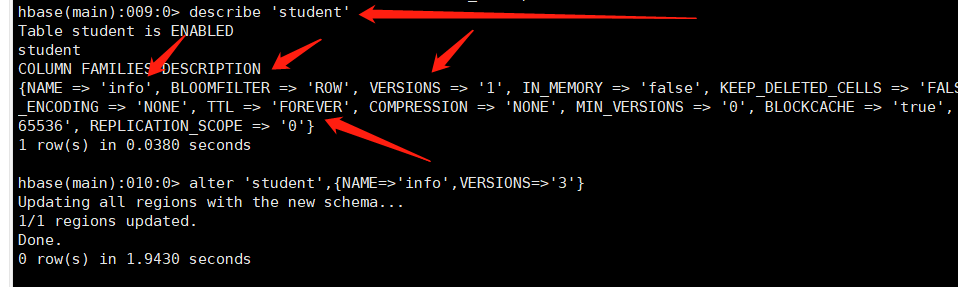 hbase(main):009:0> describe 'student'
Table student is ENABLED
student
COLUMN FAMILIES DESCRIPTION
{NAME => 'info', BLOOMFILTER => 'ROW', VERSIONS => '1', IN_MEMORY => 'false', KEEP_DELETED_CELLS => 'FALS
_ENCODING => 'NONE', TTL => 'FOREVER', COMPRESSION => 'NONE', MIN_VERSIONS => '0', BLOCKCACHE => 'true',
65536', REPLICATION_SCOPE => '0'}
1 row(s) in 0.0380 seconds
hbase(main):010:0> alter 'student',{NAME=>'info',VERSIONS=>'3'}
Updating all regions with the new schema...
1/1 regions updated.
Done.
0 row(s) in 1.9430 seconds